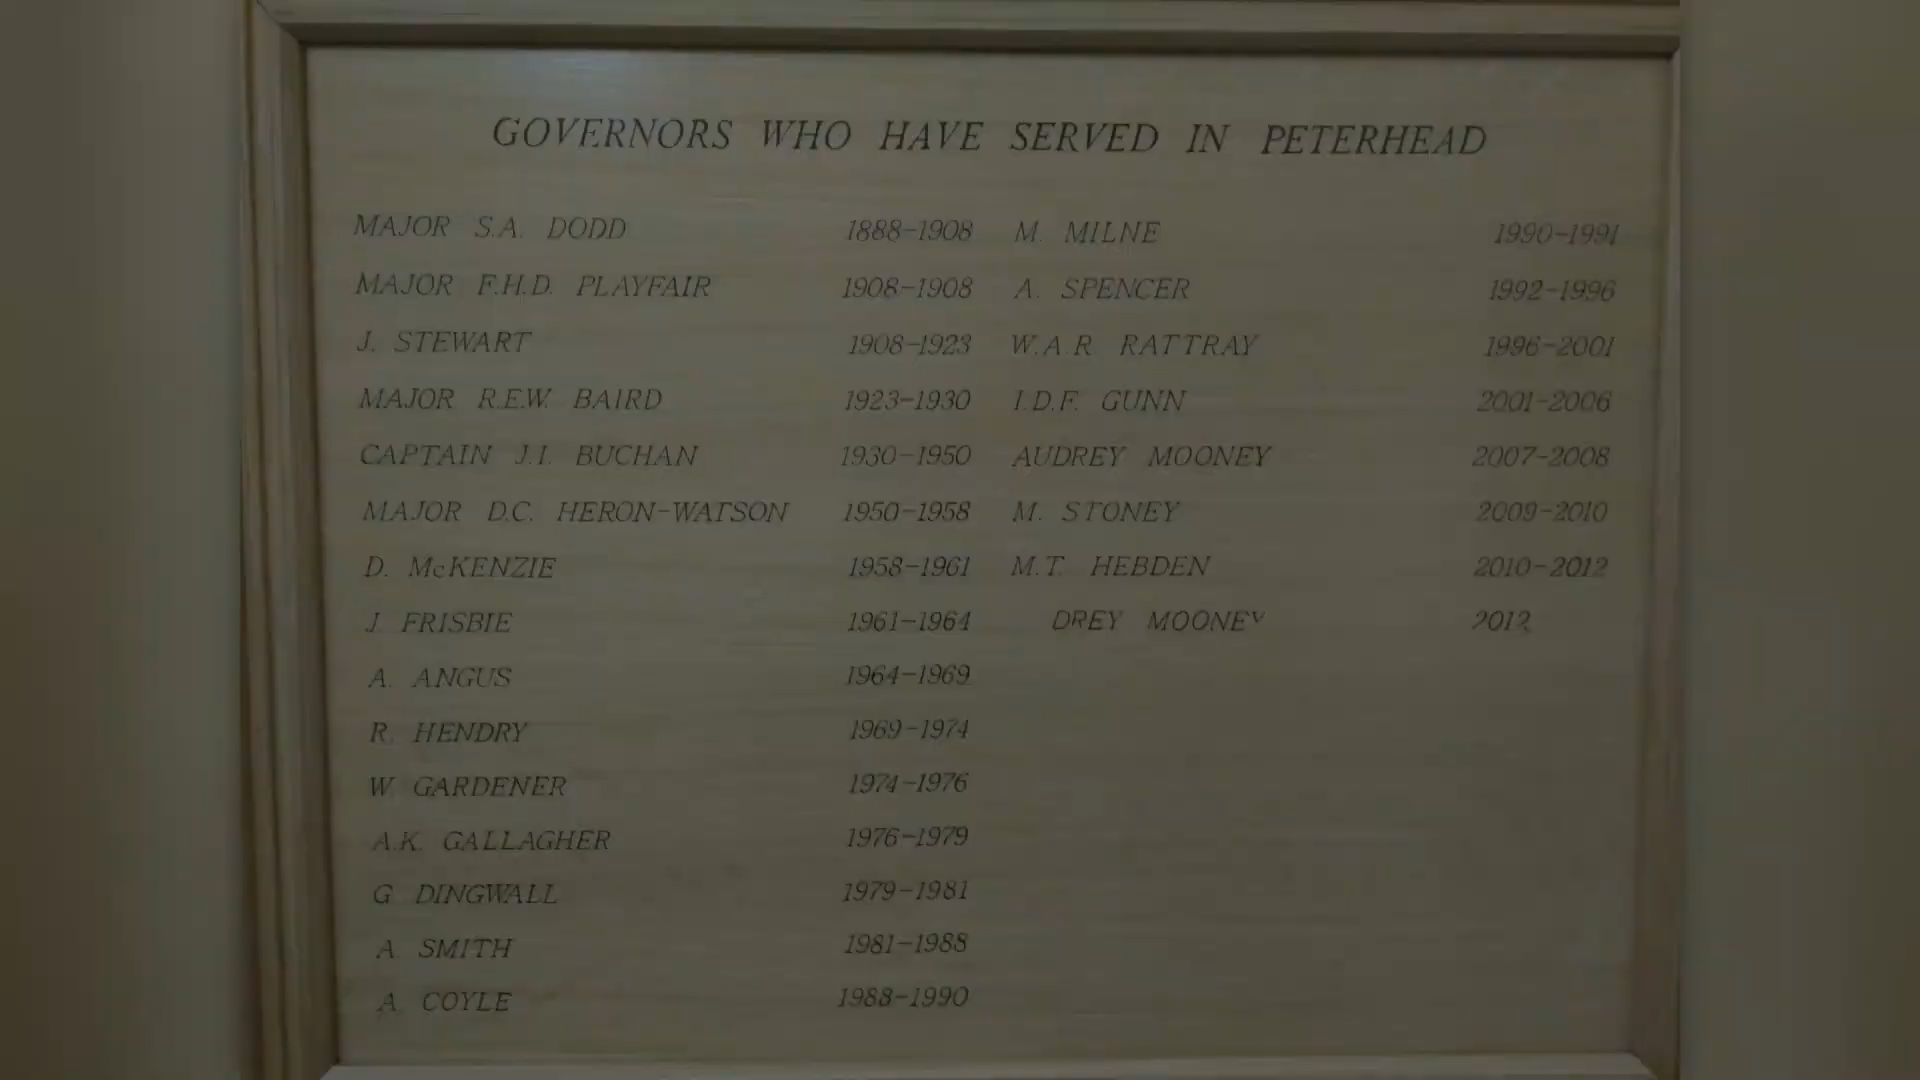 GOVERNORS WHO HAVE SERVED IN PETERHEAD
MAJOR S.A. DODD 1888-1908
MAJOR F.H.D. PLAYFAIR 1908-1908
J. STEWART 1908-1923
MAJOR R.E.W. BAIRD 1923-1930
CAPTAIN J.I. BUCHAN 1930-1950
MAJOR D.C. HERON-WATSON 1950-1958
D. McKENZIE 1958-1961
J. FRISBIE 1961-1964
A. ANGUS 1964-1969
R. HENDRY 1969-1974
W. GARDENER 1974-1976
A.K. GALLAGHER 1976-1979
G. DINGWALL 1979-1981
A. SMITH 1981-1988
A. COYLE 1988-1990
M. MILNE 1990-1991
A. SPENCER 1992-1996
W.A.R. RATTRAY 1996-2001
I.D.F. GUNN 2001-2006
AUDREY MOONEY 2007-2008
M. STONEY 2009-2010
M.T. HEBDEN 2010-2012
DREY MOONEY 2012